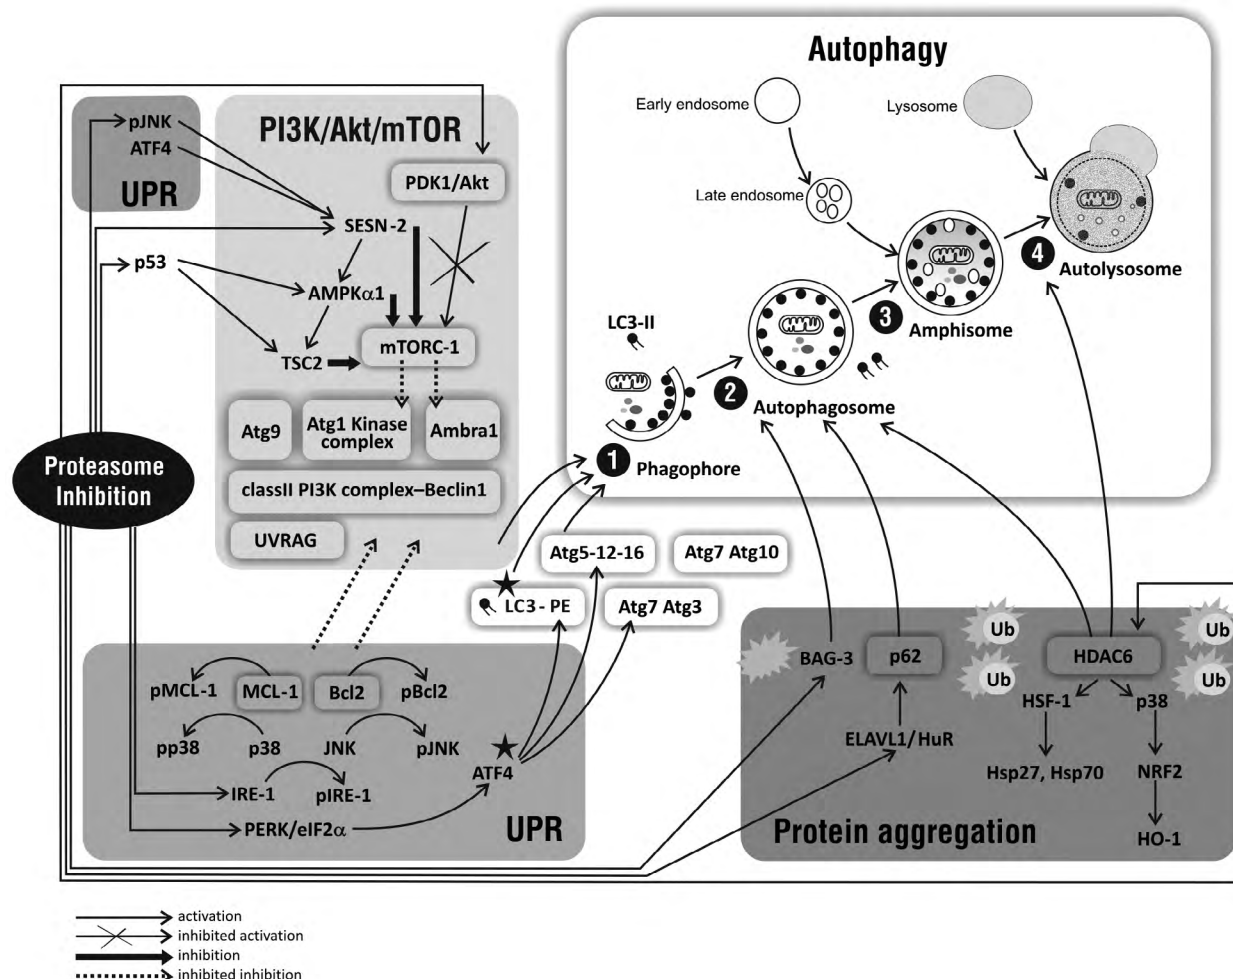 Autophagy
Early endosome
Lysosome
Late endosome
4
Autolysosome
LC3-II
3
Amphisome
2
Autophagosome
1
Phagophore
pJNK
ATF4
UPR
PI3K/Akt/mTOR
PDK1/Akt
SESN-2
p53
AMPKα1
TSC2
mTORC-1
Atg9
Atg1 Kinase
complex
Ambra1
classII PI3K complex–Beclin1
UVRAG
Proteasome
Inhibition
Atg5-12-16
Atg7 Atg10
LC3 - PE
Atg7 Atg3
pMCL-1
MCL-1
Bcl2
pBcl2
pp38
p38
JNK
pJNK
ATF4
IRE-1
pIRE-1
PERK/eIF2α
UPR
BAG-3
p62
Ub
Ub
HDAC6
Ub
Ub
HSF-1
p38
ELAVL1/HuR
Hsp27, Hsp70
NRF2
HO-1
Protein aggregation
activation
inhibited activation
inhibition
inhibited inhibition